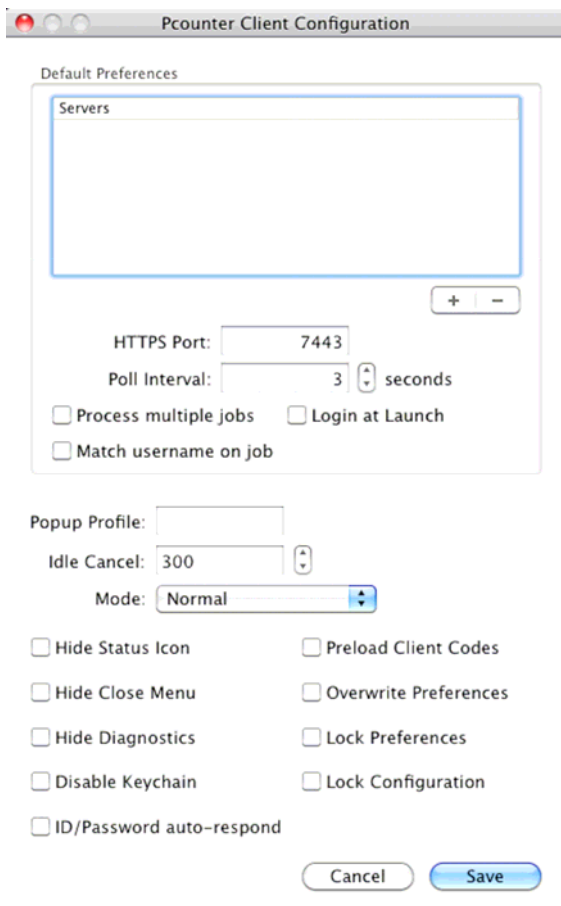 Pcounter Client Configuration
Default Preferences
Servers
+ −
HTTPS Port: 7443
Poll Interval: 3 seconds
Process multiple jobs Login at Launch
Match username on job
Popup Profile:
Idle Cancel: 300
Mode: Normal
Hide Status Icon Preload Client Codes
Hide Close Menu Overwrite Preferences
Hide Diagnostics Lock Preferences
Disable Keychain Lock Configuration
ID/Password auto-respond
Cancel Save